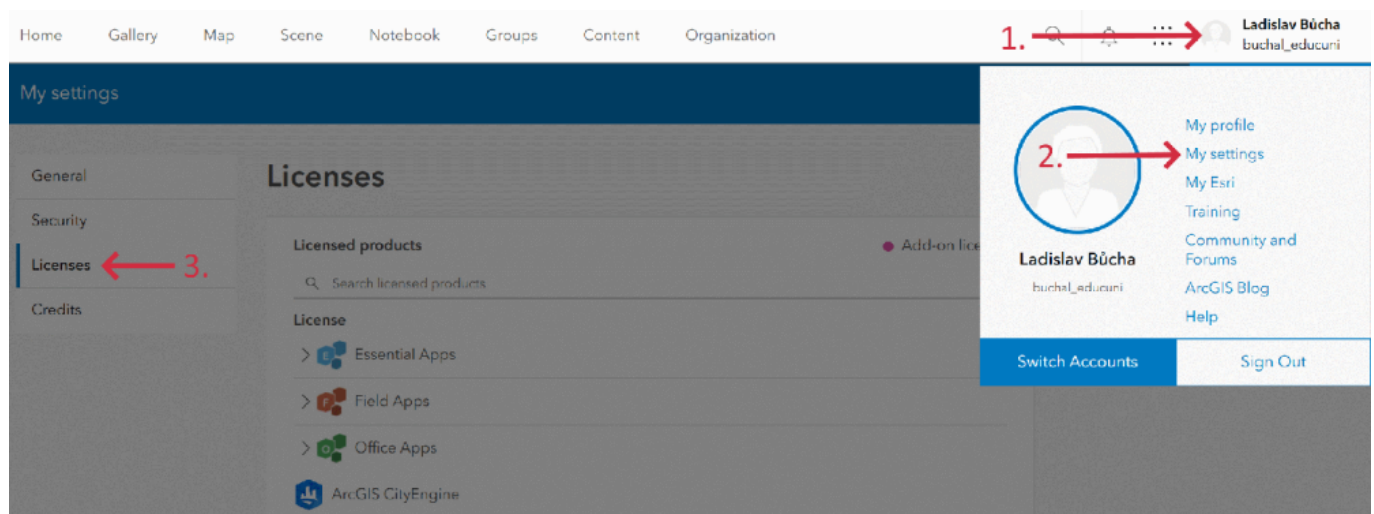 Home Gallery Map Scene Notebook Groups Content Organization
1.
Ladislav Bůcha
buchal_educuni
My settings
General
Security
Licenses
3.
Credits
Licenses
Licensed products
Add-on lice
Search licensed products
License
Essential Apps
Field Apps
Office Apps
ArcGIS CityEngine
2.
Ladislav Bůcha
buchal_educuni
My profile
My settings
My Esri
Training
Community and
Forums
ArcGIS Blog
Help
Switch Accounts
Sign Out